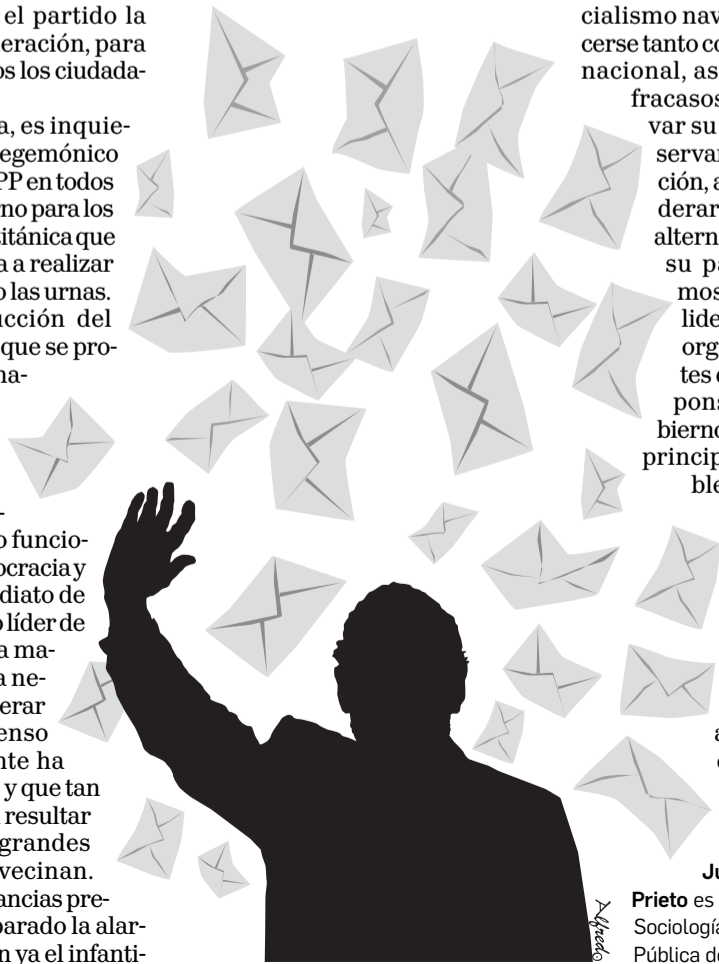 el partido la
eración, para
os los ciudada-
a, es inquie-
egemónico
PP en todos
rno para los
titánica que
a a realizar
o las urnas.
ucción del
que se pro-
na-
-
o funcio-
ocracia y
diato de
o líder de
a ma-
a ne-
erar
enso
nte ha
y que tan
resultar
grandes
vecinan.
ancias pre-
parado la alar-
n ya el infanti-
cialismo nav
cerse tanto co
nacional, as
fracasos
var su
servar
ción, a
derar
altern
su pa
mos
lide
org
tes
pons
bierno
princip
ble
a
Ju
Prieto es
Sociología
Pública de
Alfredo